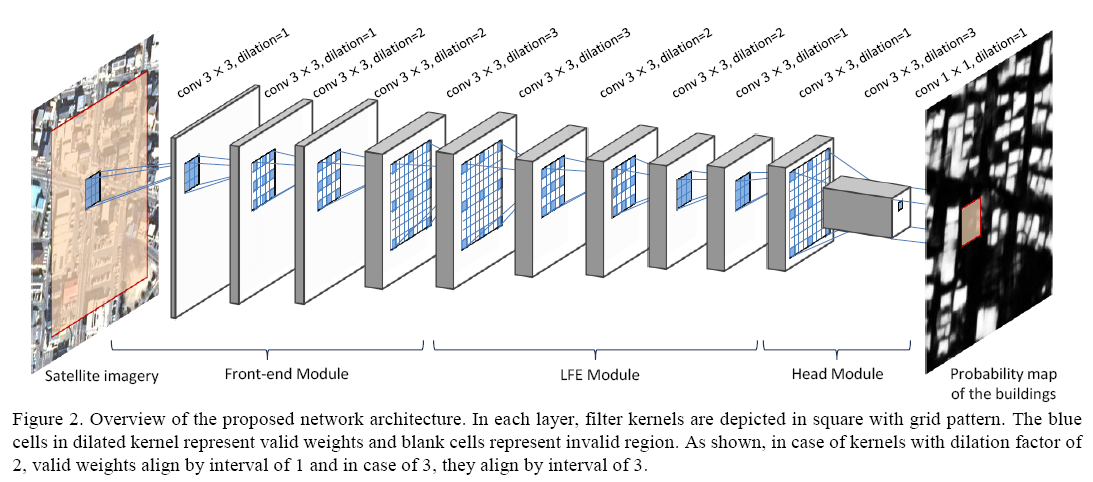 conv 3 × 3, dilation=1
conv 3 × 3, dilation=1
conv 3 × 3, dilation=2
conv 3 × 3, dilation=2
conv 3 × 3, dilation=3
conv 3 × 3, dilation=3
conv 3 × 3, dilation=2
conv 3 × 3, dilation=2
conv 3 × 3, dilation=1
conv 3 × 3, dilation=1
conv 3 × 3, dilation=3
conv 1 × 1, dilation=1
Satellite imagery
Front-end Module
LFE Module
Head Module
Probability map
of the buildings
Figure 2. Overview of the proposed network architecture. In each layer, filter kernels are depicted in square with grid pattern. The blue
cells in dilated kernel represent valid weights and blank cells represent invalid region. As shown, in case of kernels with dilation factor of
2, valid weights align by interval of 1 and in case of 3, they align by interval of 3.